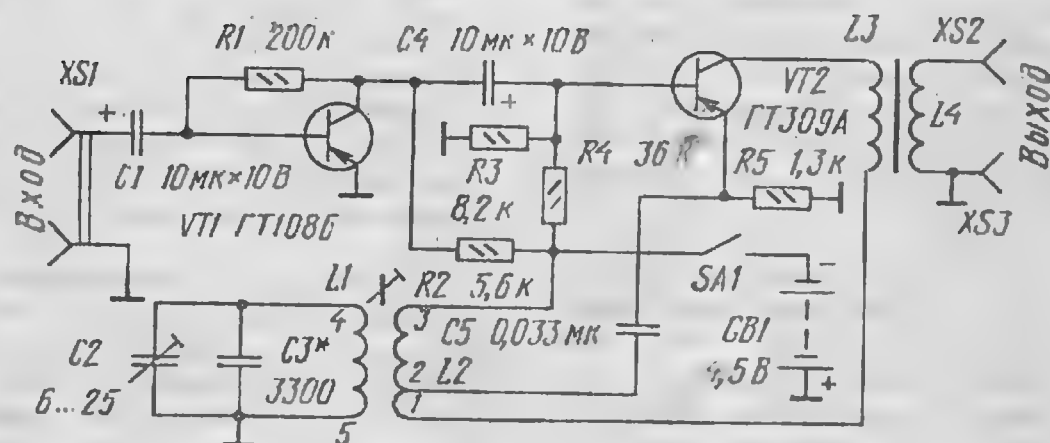 R1 200к
C4 10мк×10В
L3
XS2
XS1
VT2
ГТ309А
L4
Выход
Вход
C1 10мк×10В
R3
8,2к
R4 36
R5 1,3к
XS3
VT1 ГТ108Б
L1
R2 5,6к
SA1
C2
6...25
C3*
3300
4
5
3
2
1
L2
C5 0,033мк
GB1
,5В
+
+
−
+